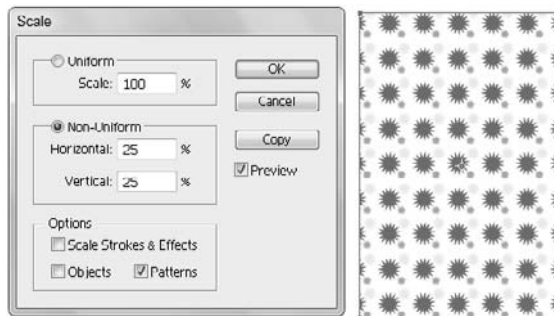 Scale
Uniform
Scale: 100 %
Non-Uniform
Horizontal: 25 %
Vertical: 25 %
Options
Scale Strokes & Effects
Objects Patterns
OK
Cancel
Copy
Preview